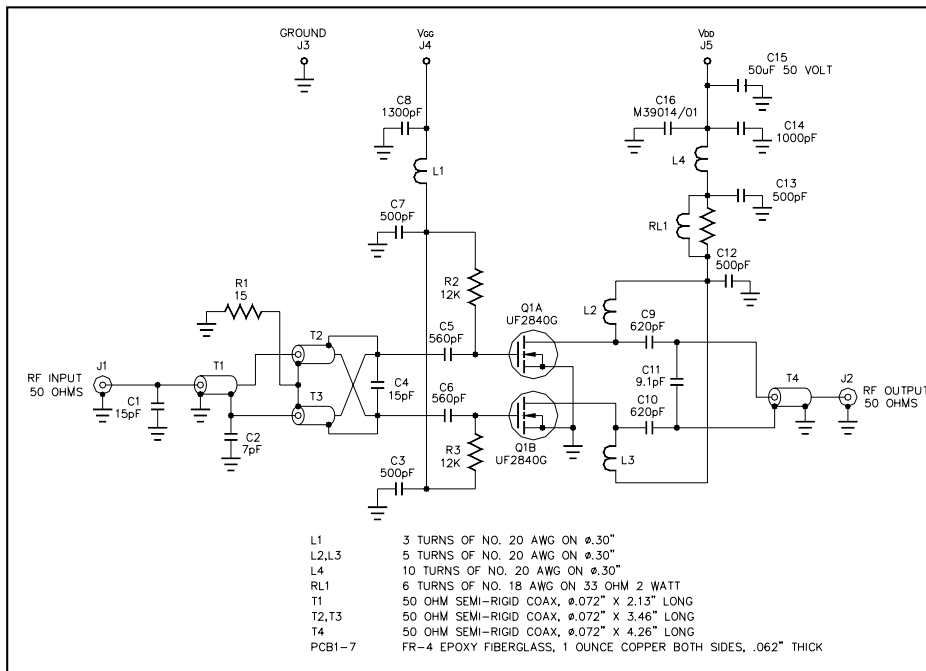 GROUND
J3
VGG
J4
VDD
J5
C15
50uF 50 VOLT
C8
1300pF
C16
M39014/01
C14
1000pF
L1
L4
C13
500pF
C7
500pF
RL1
C12
500pF
R1
15
R2
12K
Q1A
UF2840G
L2
C9
620pF
T2
C5
560pF
J1
T1
RF INPUT
50 OHMS
C1
15pF
T3
C4
15pF
C6
560pF
C11
9.1pF
C10
620pF
T4
J2
RF OUTPUT
50 OHMS
C2
7pF
R3
12K
Q1B
UF2840G
L3
C3
500pF
L1 3 TURNS OF NO. 20 AWG ON ø.30"
L2,L3 5 TURNS OF NO. 20 AWG ON ø.30"
L4 10 TURNS OF NO. 20 AWG ON ø.30"
RL1 6 TURNS OF NO. 18 AWG ON 33 OHM 2 WATT
T1 50 OHM SEMI-RIGID COAX, ø.072" X 2.13" LONG
T2,T3 50 OHM SEMI-RIGID COAX, ø.072" X 3.46" LONG
T4 50 OHM SEMI-RIGID COAX, ø.072" X 4.26" LONG
PCB1-7 FR-4 EPOXY FIBERGLASS, 1 OUNCE COPPER BOTH SIDES, .062" THICK